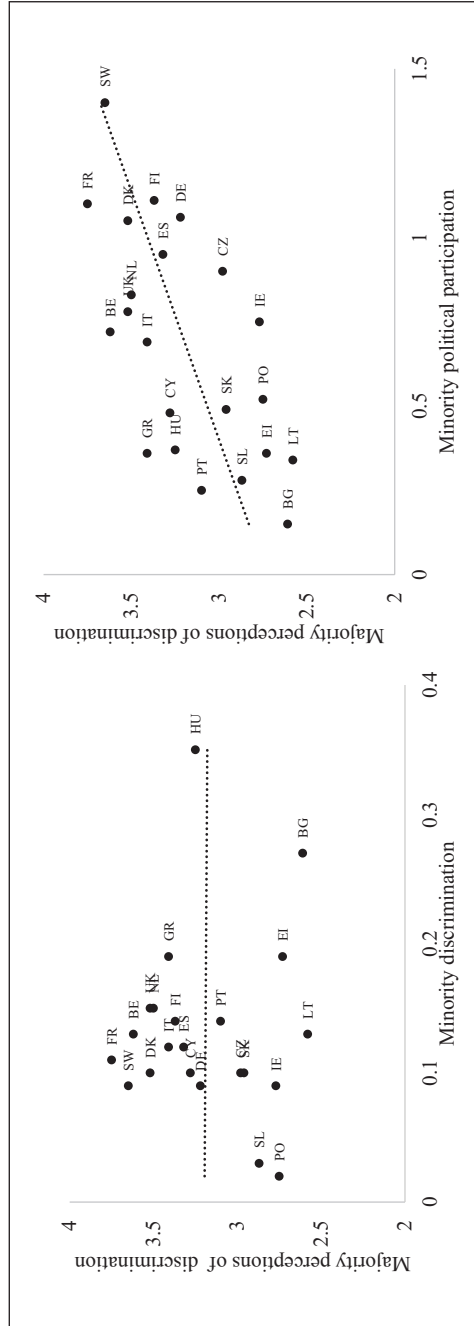 4
3.5
3
2.5
2
Majority perceptions of discrimination
0
0.1
0.2
0.3
0.4
Minority discrimination
FR
SW
BE
DK
UK
NL
IT
GR
FI
ES
CY
DE
HU
PT
CZ
SK
SL
IE
PO
EI
LT
BG
4
3.5
3
2.5
2
Majority perceptions of discrimination
0
0.5
1
1.5
Minority political participation
FR
SW
BE
UK
NL
DK
IT
FI
GR
CY
HU
ES
DE
PT
SK
CZ
SL
IE
PO
EI
LT
BG